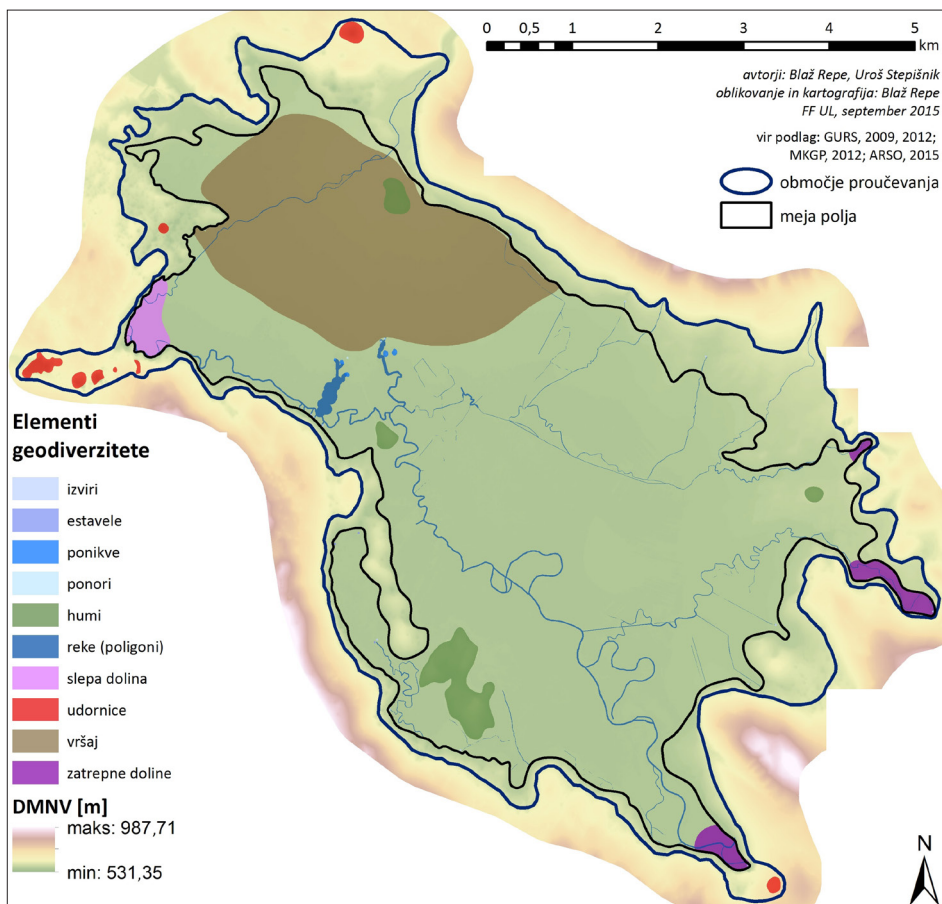 0 0,5 1 2 3 4 5
km
avtorji: Blaž Repe, Uroš Stepišnik
oblikovanje in kartografija: Blaž Repe
FF UL, september 2015
vir podlag: GURS, 2009, 2012;
MKGP, 2012; ARSO, 2015
območje proučevanja
meja polja
Elementi
geodiverzitete
izviri
estavele
ponikve
ponori
humi
reke (poligoni)
slepa dolina
udornice
vršaj
zatrepne doline
DMNV [m]
maks: 987,71
min: 531,35
N